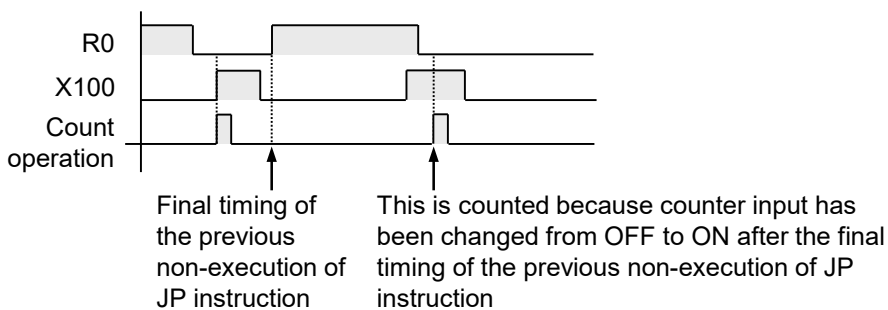 R0
X100
Count
operation
Final timing of
the previous
non-execution of
JP instruction
This is counted because counter input has
been changed from OFF to ON after the final
timing of the previous non-execution of JP
instruction